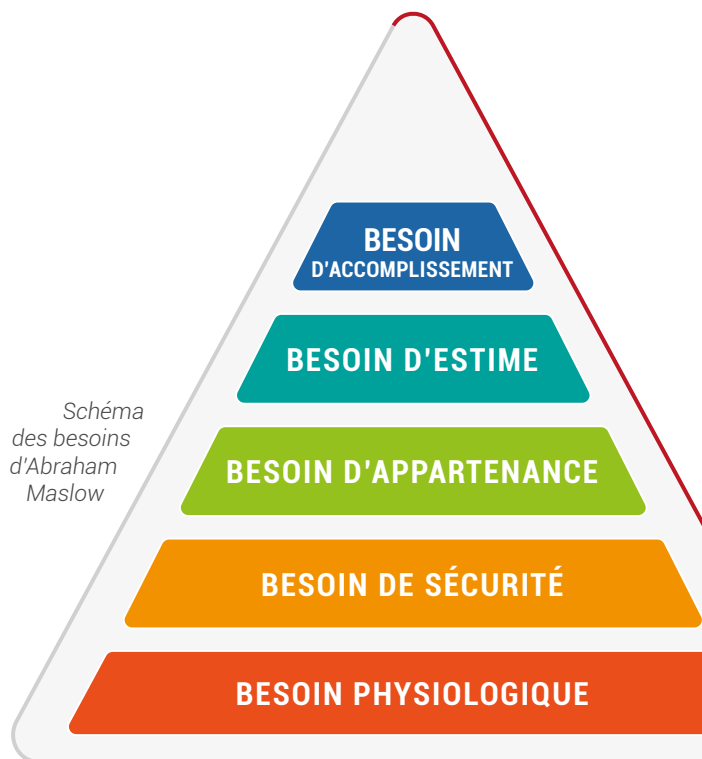 BESOIN
D'ACCOMPLISSEMENT
BESOIN D'ESTIME
Schéma
des besoins
d'Abraham
Maslow
BESOIN D'APPARTENANCE
BESOIN DE SÉCURITÉ
BESOIN PHYSIOLOGIQUE